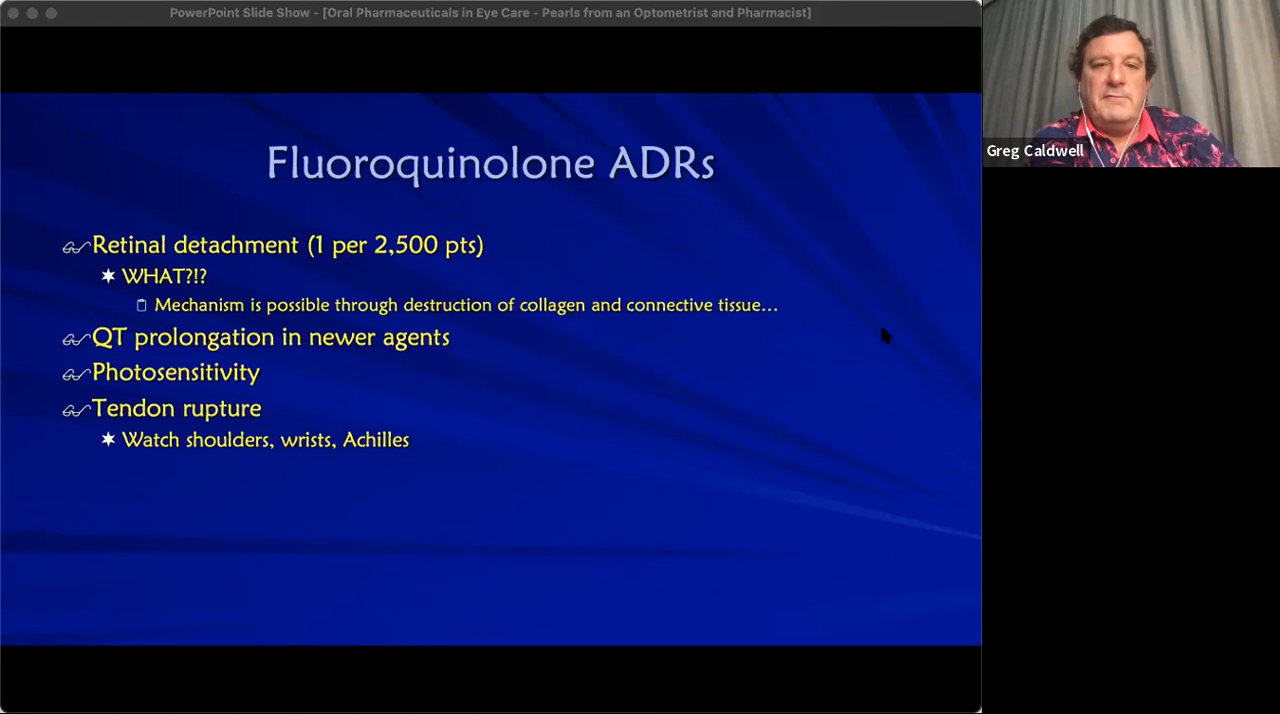 PowerPoint Slide Show - [Oral Pharmaceuticals in Eye Care - Pearls from an Optometrist and Pharmacist]
Fluoroquinolone ADRs
Retinal detachment (1 per 2,500 pts)
WHAT?!?
Mechanism is possible through destruction of collagen and connective tissue…
QT prolongation in newer agents
Photosensitivity
Tendon rupture
Watch shoulders, wrists, Achilles
Greg Caldwell